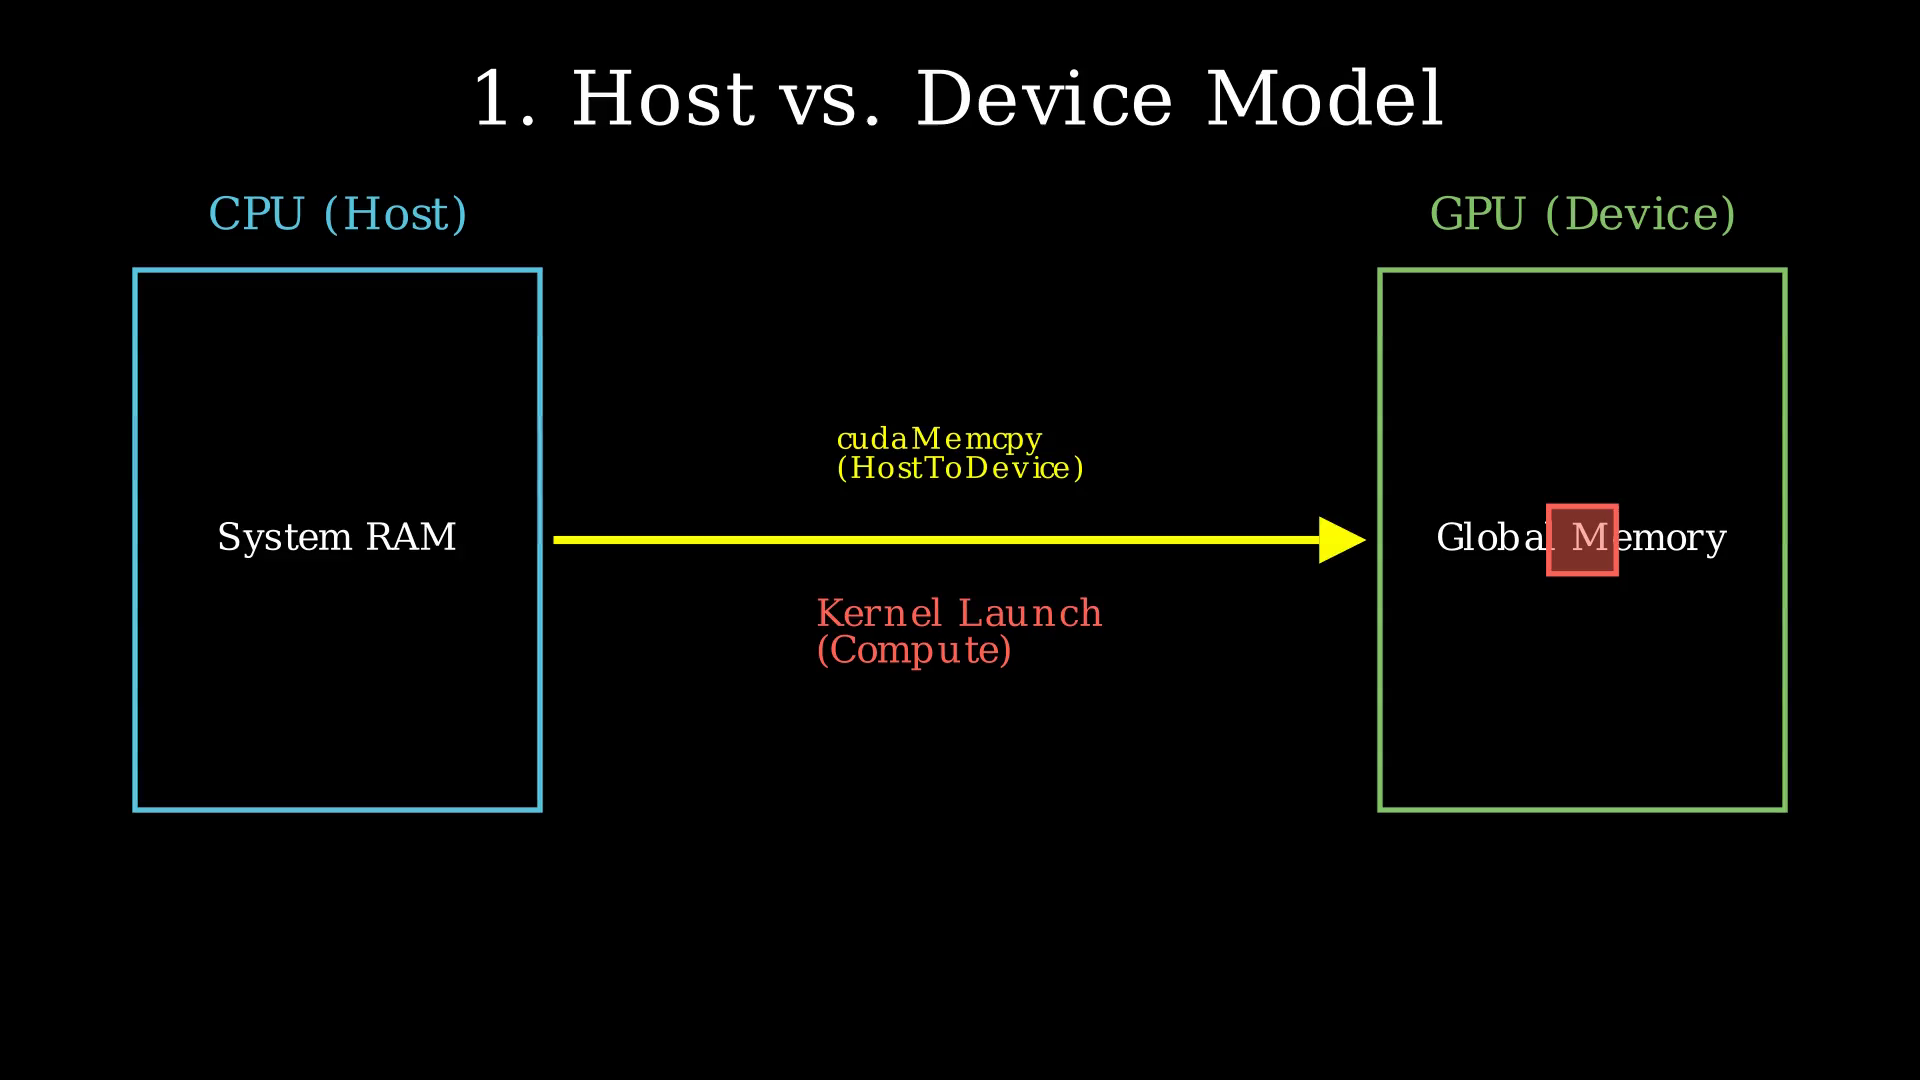 1. Host vs. Device Model
CPU (Host)
GPU (Device)
System RAM
cudaMemcpy
(HostToDevice)
Kernel Launch
(Compute)
Global Memory